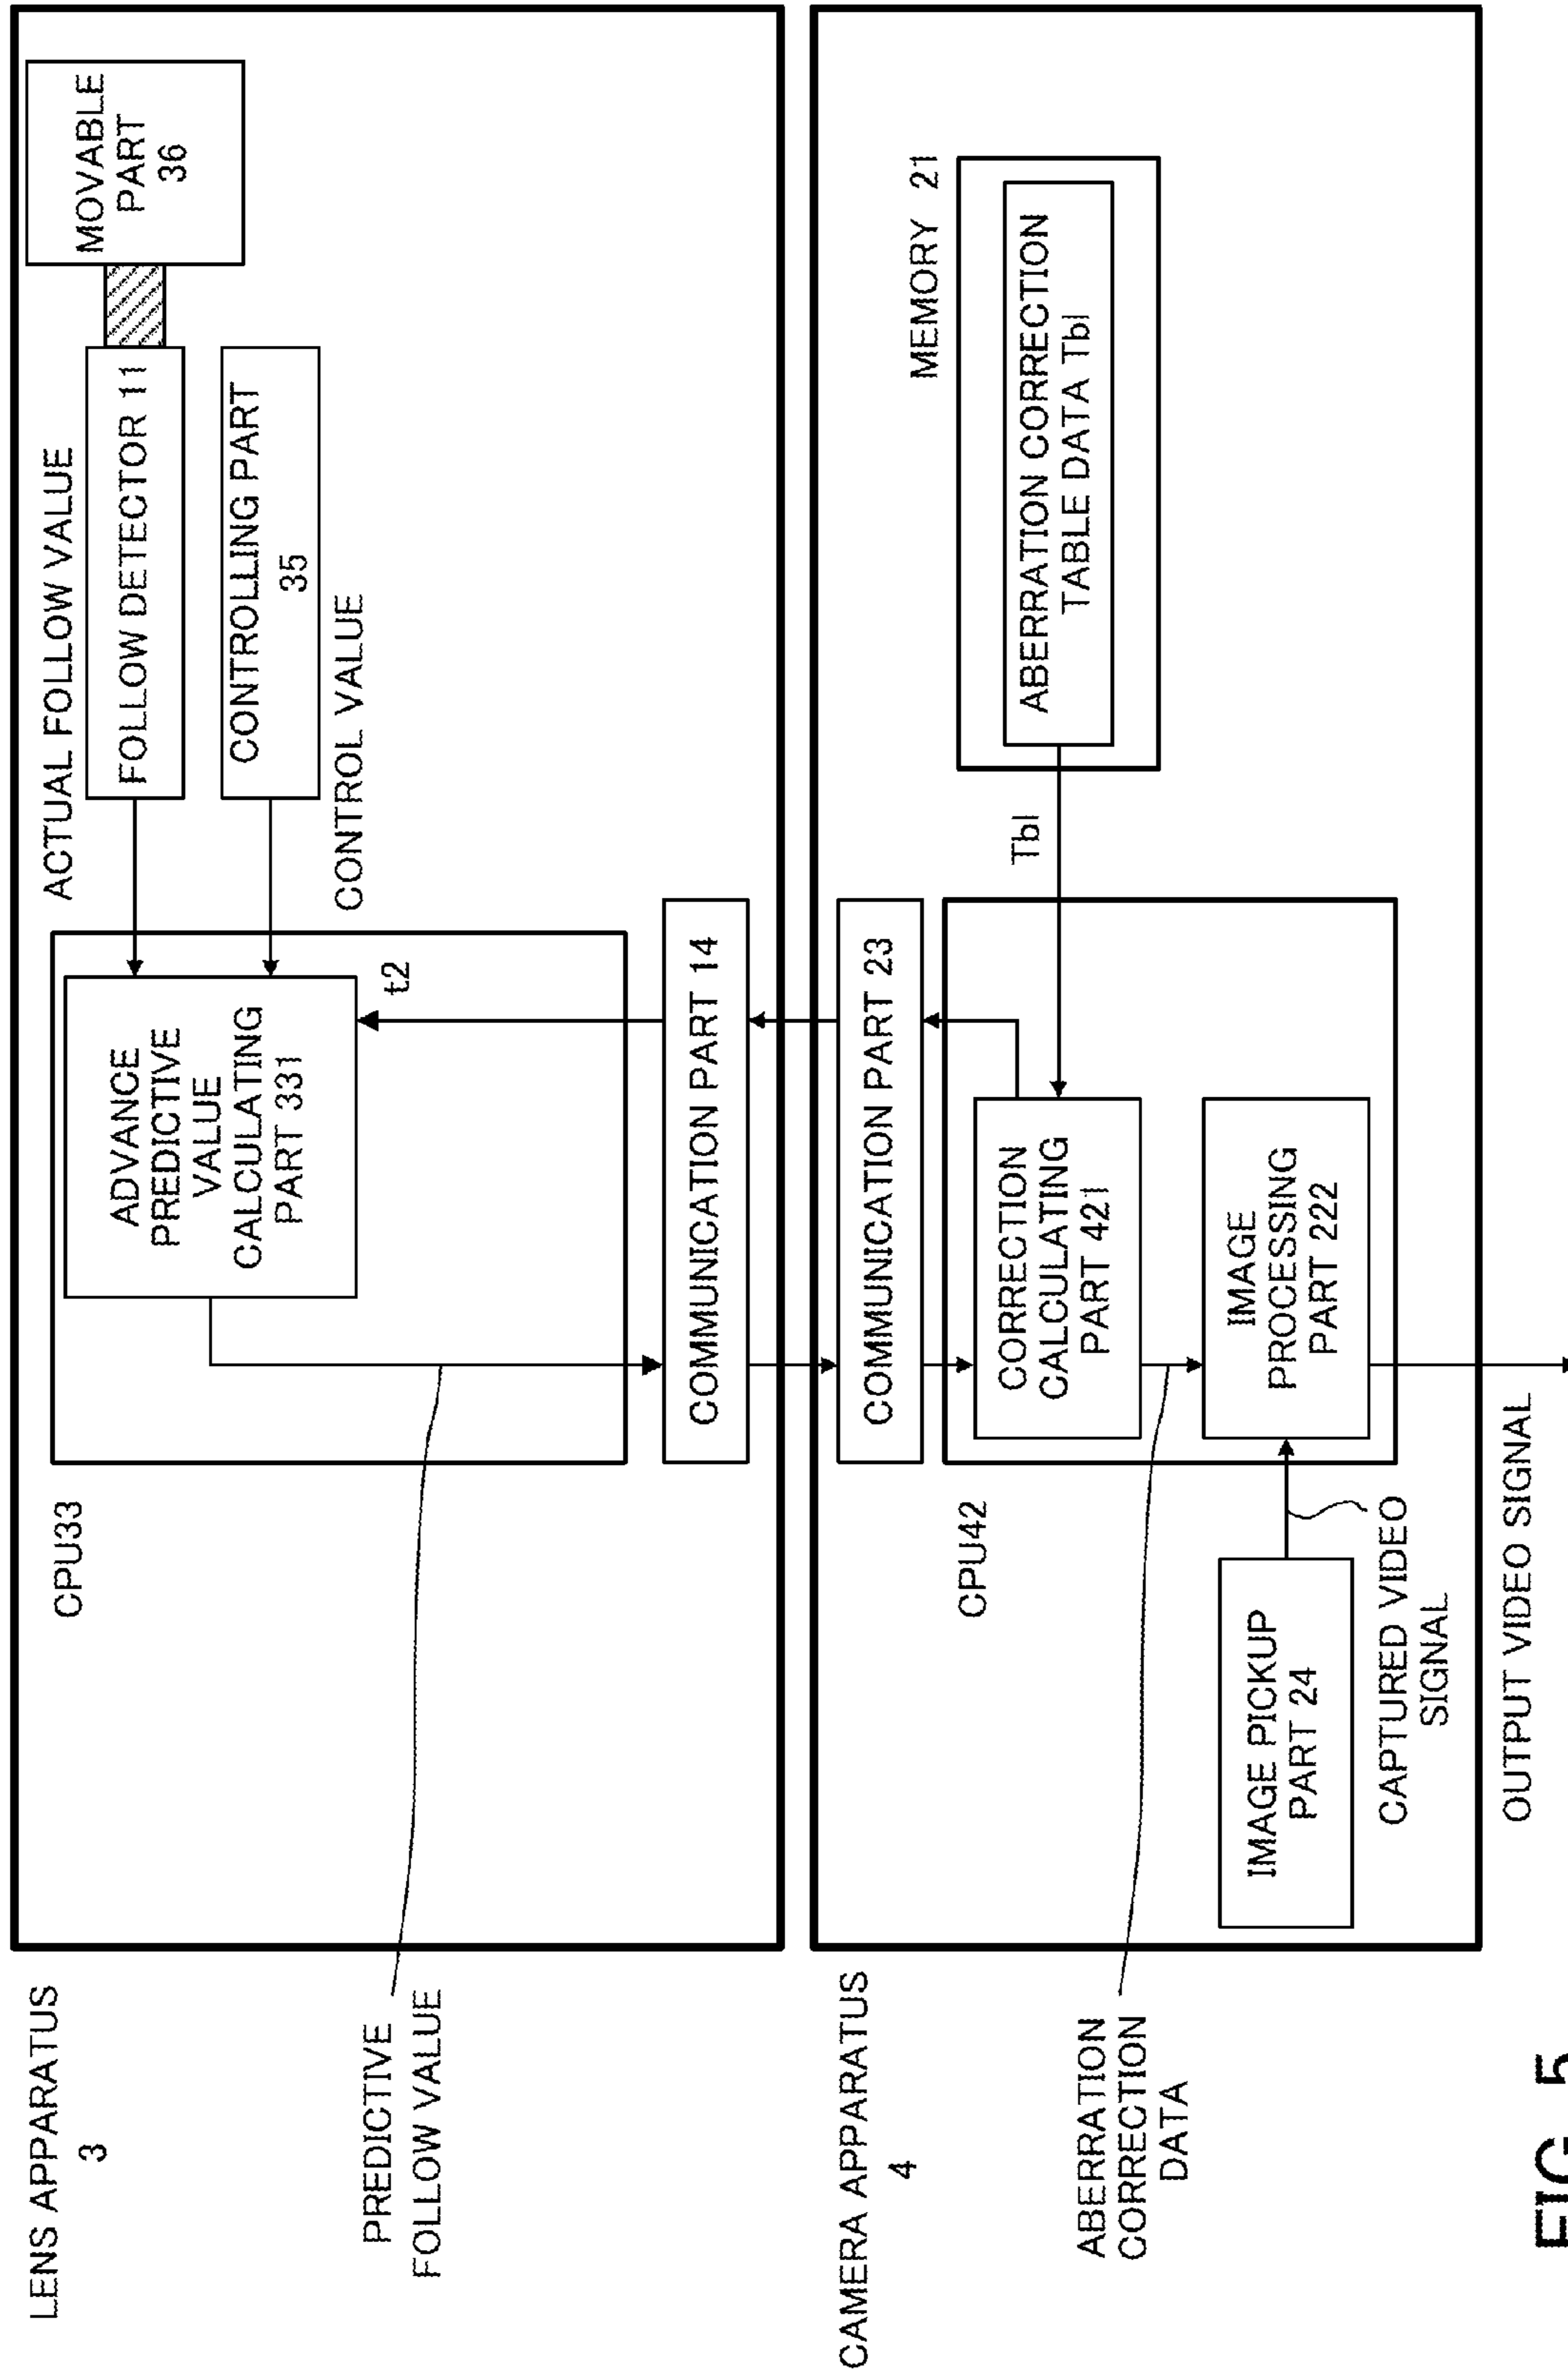 LENS APPARATUS
3
CPU33
ACTUAL FOLLOW VALUE
MOVABLE
PART
36
FOLLOW DETECTOR 11
CONTROLLING PART
35
CONTROL VALUE
ADVANCE
PREDICTIVE
VALUE
CALCULATING
PART 331
t2
PREDICTIVE
FOLLOW VALUE
COMMUNICATION PART 14
CAMERA APPARATUS
4
COMMUNICATION PART 23
CPU42
MEMORY 21
ABERRATION CORRECTION
TABLE DATA Tbl
Tbl
CORRECTION
CALCULATING
PART 421
ABERRATION
CORRECTION
DATA
IMAGE
PROCESSING
PART 222
IMAGE PICKUP
PART 24
CAPTURED VIDEO
SIGNAL
OUTPUT VIDEO SIGNAL
FIG. 5